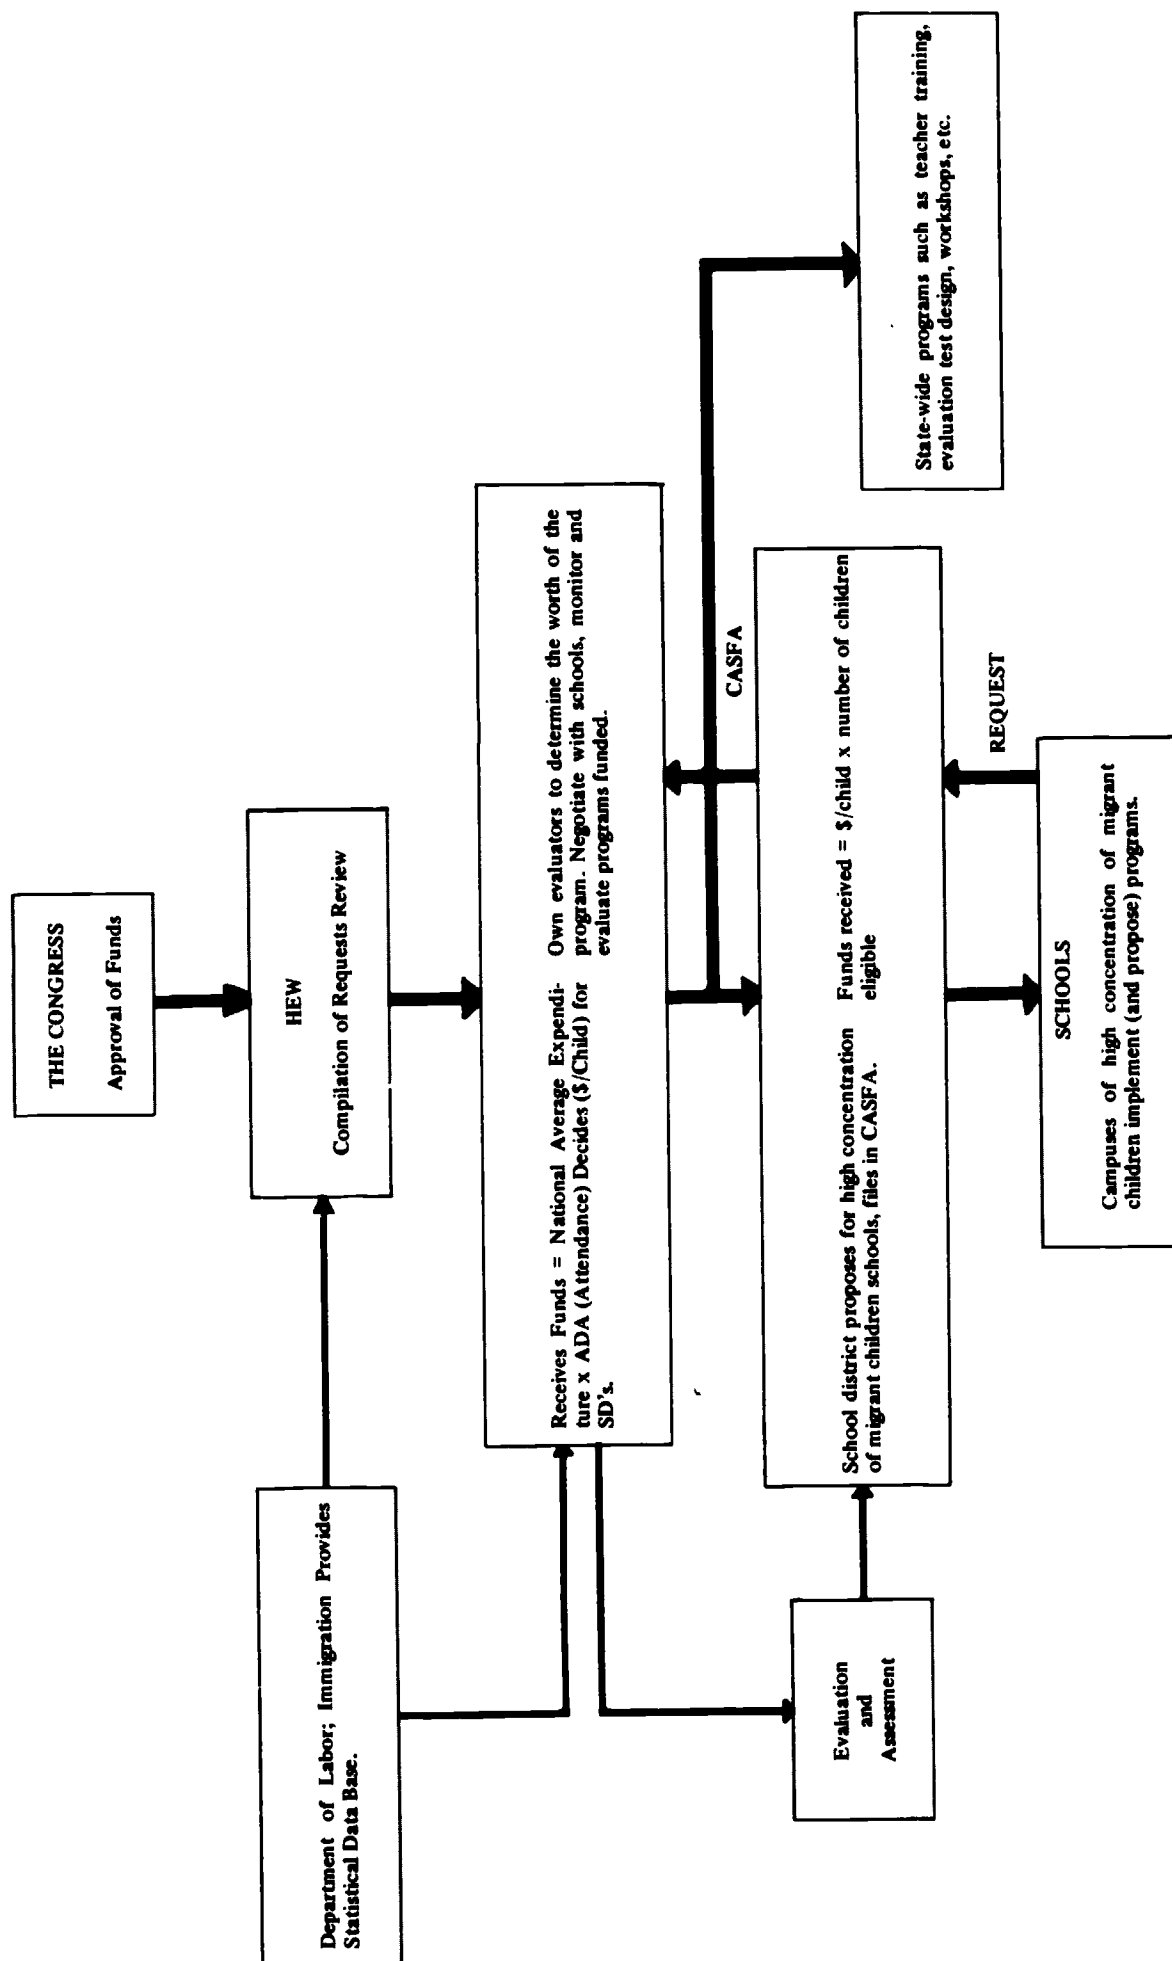 THE CONGRESS
Approval of Funds
HEW
Compilation of Requests Review
Department of Labor; Immigration Provides
Statistical Data Base.
Receives Funds = National Average Expendi-
ture x ADA (Attendance) Decides ($/Child) for
SD's.
Own evaluators to determine the worth of the
program. Negotiate with schools, monitor and
evaluate programs funded.
CASFA
School district proposes for high concentration
of migrant children schools, files in CASFA.
Funds received = $/child x number of children
eligible
Evaluation
and
Assessment
State-wide programs such as teacher training,
evaluation test design, workshops, etc.
REQUEST
SCHOOLS
Campuses of high concentration of migrant
children implement (and propose) programs.